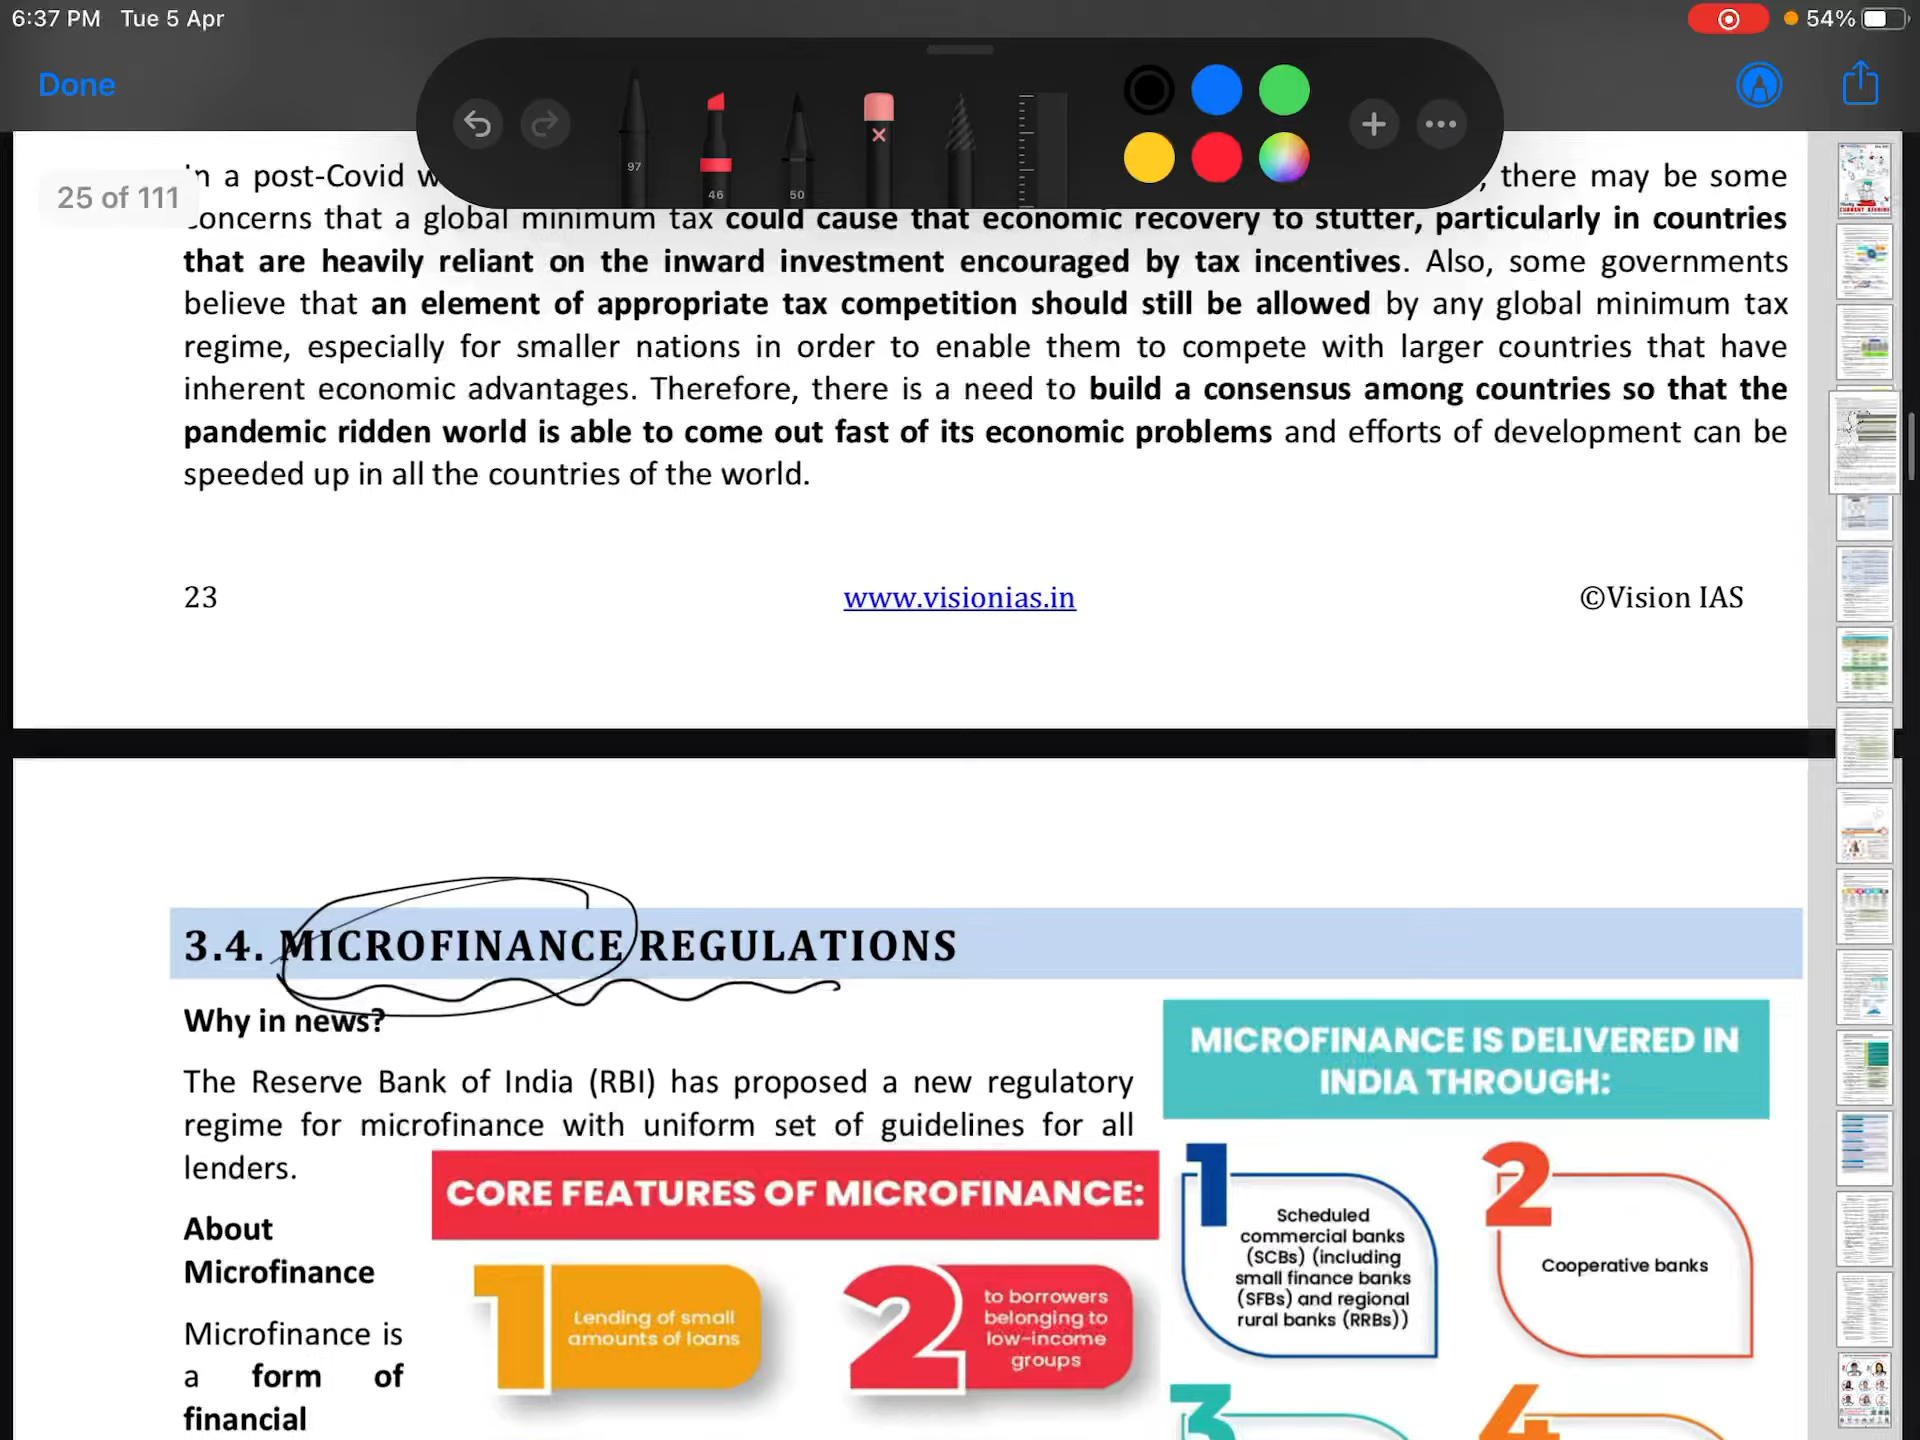 6:37 PM Tue 5 Apr
54%
Done
97
46
50
25 of 111
In a post-Covid w
, there may be some
concerns that a global minimum tax could cause that economic recovery to stutter, particularly in countries
that are heavily reliant on the inward investment encouraged by tax incentives. Also, some governments
believe that an element of appropriate tax competition should still be allowed by any global minimum tax
regime, especially for smaller nations in order to enable them to compete with larger countries that have
inherent economic advantages. Therefore, there is a need to build a consensus among countries so that the
pandemic ridden world is able to come out fast of its economic problems and efforts of development can be
speeded up in all the countries of the world.
23
www.visionias.in
©Vision IAS
3.4. MICROFINANCE REGULATIONS
Why in news?
The Reserve Bank of India (RBI) has proposed a new regulatory
regime for microfinance with uniform set of guidelines for all
lenders.
About
Microfinance
Microfinance is
a form of
financial
CORE FEATURES OF MICROFINANCE:
1
Lending of small
amounts of loans
2
to borrowers
belonging to
low-income
groups
MICROFINANCE IS DELIVERED IN
INDIA THROUGH:
1
Scheduled
commercial banks
(SCBs) (including
small finance banks
(SFBs) and regional
rural banks (RRBs))
2
Cooperative banks
3
4